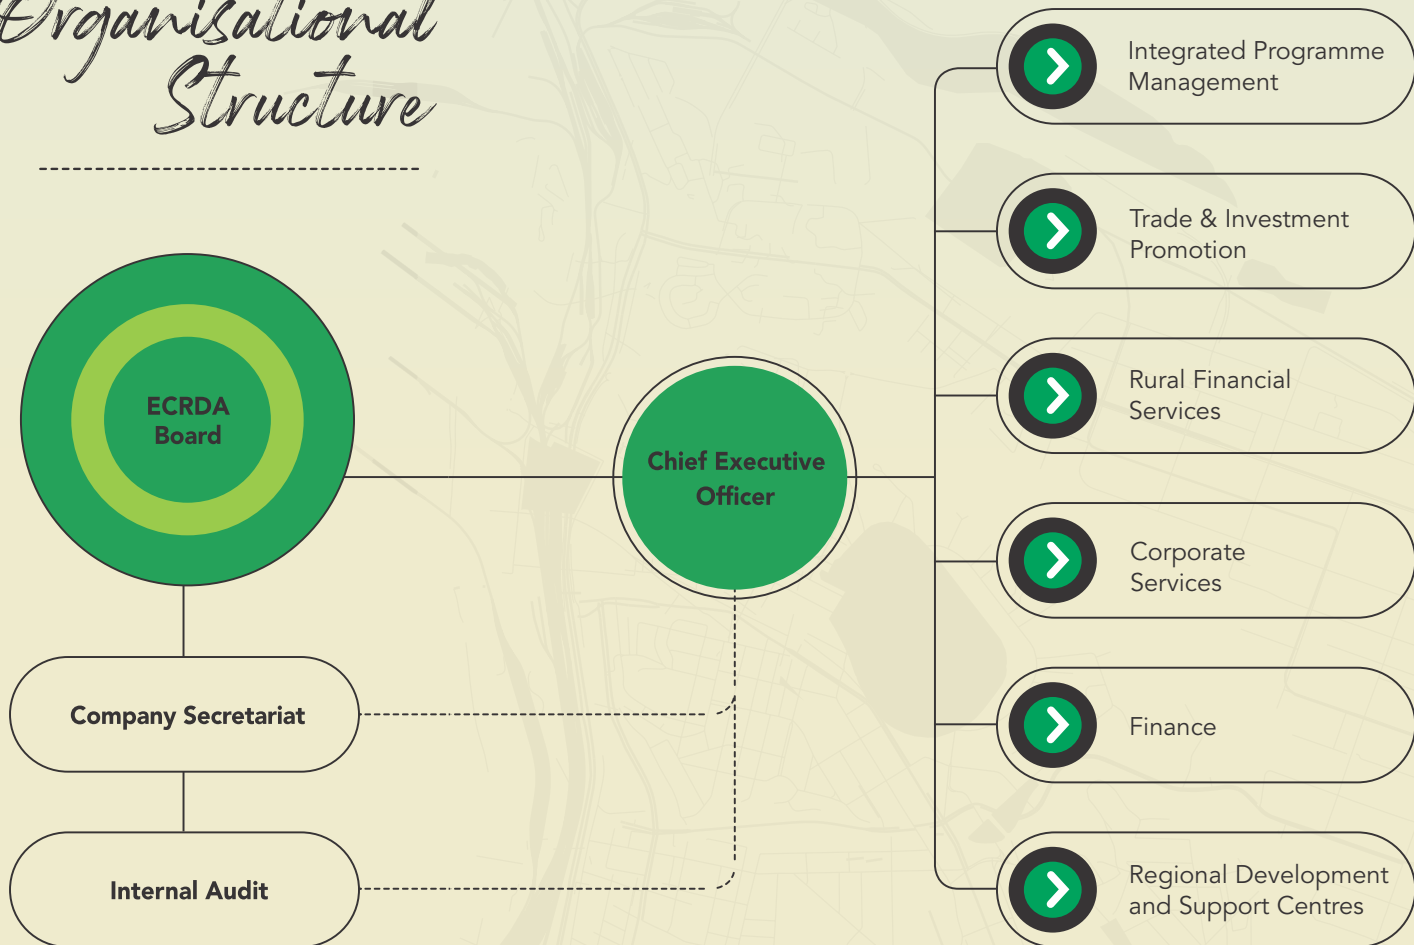 Organisational
Structure
ECRDA
Board
Chief Executive
Officer
Company Secretariat
Internal Audit
Integrated Programme
Management
Trade & Investment
Promotion
Rural Financial
Services
Corporate
Services
Finance
Regional Development
and Support Centres